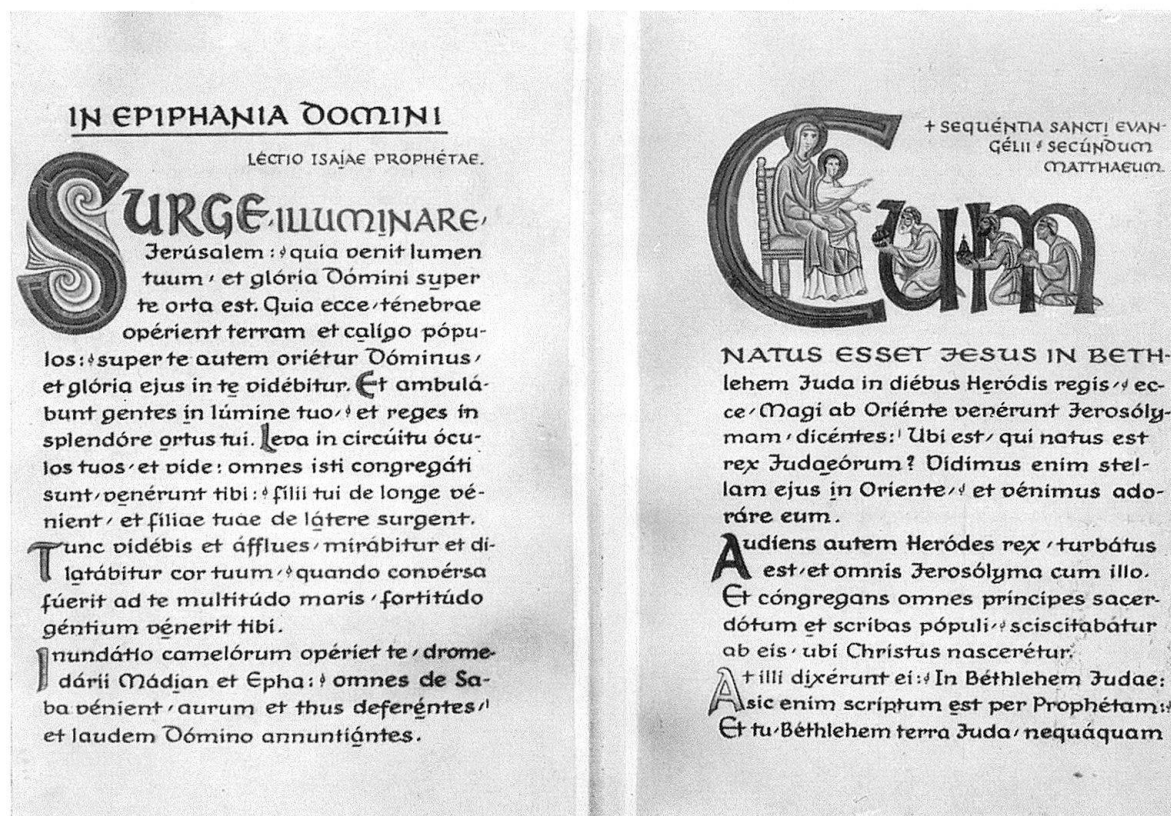 IN EPIPHANIA DOMINI
LÉCTIO ISAÍAE PROPHÉTAE.
SURGE, ILLUMINARE,
Jerúsalem: quia venit lumen
tuum, et glória Dómini super
te orta est. Quia ecce, ténebrae
opérient terram et calígo pópu-
los: super te autem oriétur Dóminus,
et glória ejus in te vidébitur. Et ambulá-
bunt gentes in lúmine tuo, et reges in
splendóre ortus tui. Leva in circúitu ócu-
los tuos, et vide: omnes isti congregáti
sunt, venérunt tibi: fílii tui de longe vé-
nient, et fíliae tuae de látere surgent.
Tunc vidébis et áfflues, mirábitur et di-
latábitur cor tuum, quando convérsa
fúerit ad te multitúdo maris, fortitúdo
géntium vénerit tibi.
Inundátio camelórum opériet te, drome-
dárii Mádian et Epha: omnes de Sa-
ba vénient, aurum et thus deferéntes,
et laudem Dómino annuntiántes.
+ SEQUÉNTIA SANCTI EVAN-
GÉLII SECÚNDUM
MATTHAEUM.
Cum
NATUS ESSET JESUS IN BETH-
lehem Juda in diébus Heródis regis, ec-
ce, Magi ab Oriénte venérunt Jerosóly-
mam, dicéntes: Ubi est, qui natus est
rex Judaeórum? Vidimus enim stel-
lam ejus in Oriente, et vénimus ado-
ráre eum.
Audiens autem Heródes rex, turbátus
est, et omnis Jerosólyma cum illo.
Et cóngregans omnes príncipes sacer-
dótum et scribas pópuli, sciscitabátur
ab eis, ubi Christus nascerétur.
At illi dixérunt ei: In Béthlehem Judae:
sic enim scríptum est per Prophétam:
Et tu, Béthlehem terra Juda, nequáquam